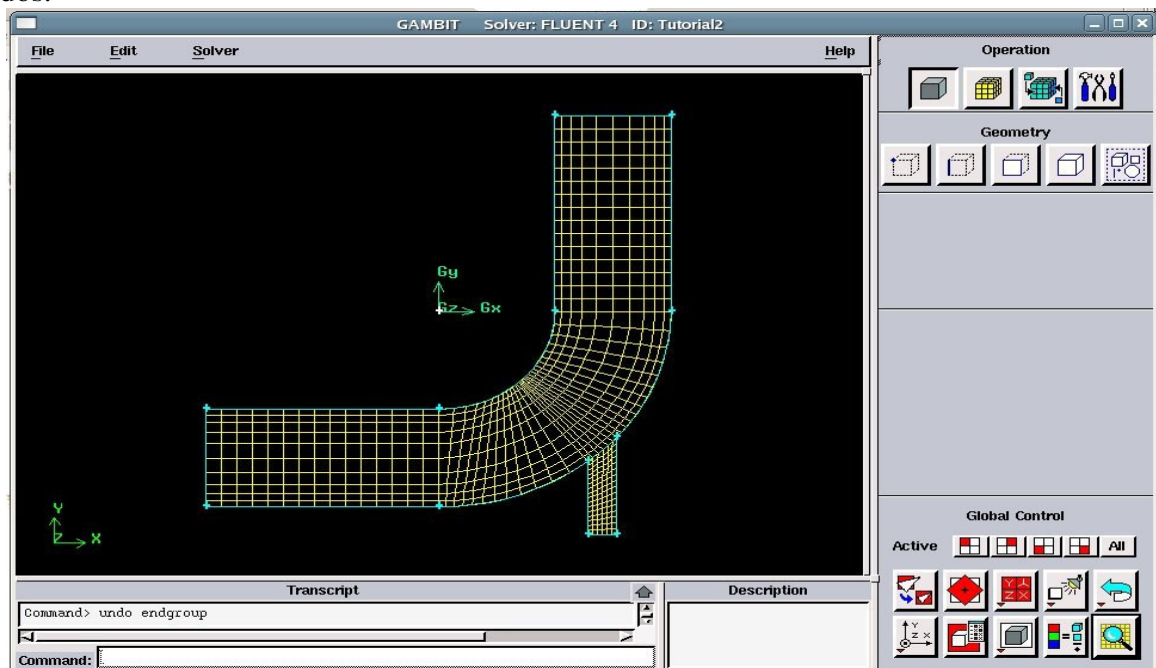 dos.
GAMBIT Solver: FLUENT 4 ID: Tutorial2
File Edit Solver Help
Operation
Geometry
Gy
Gz Gx
Y
Z X
Global Control
Active All
Transcript
Description
Command> undo endgroup
Command: